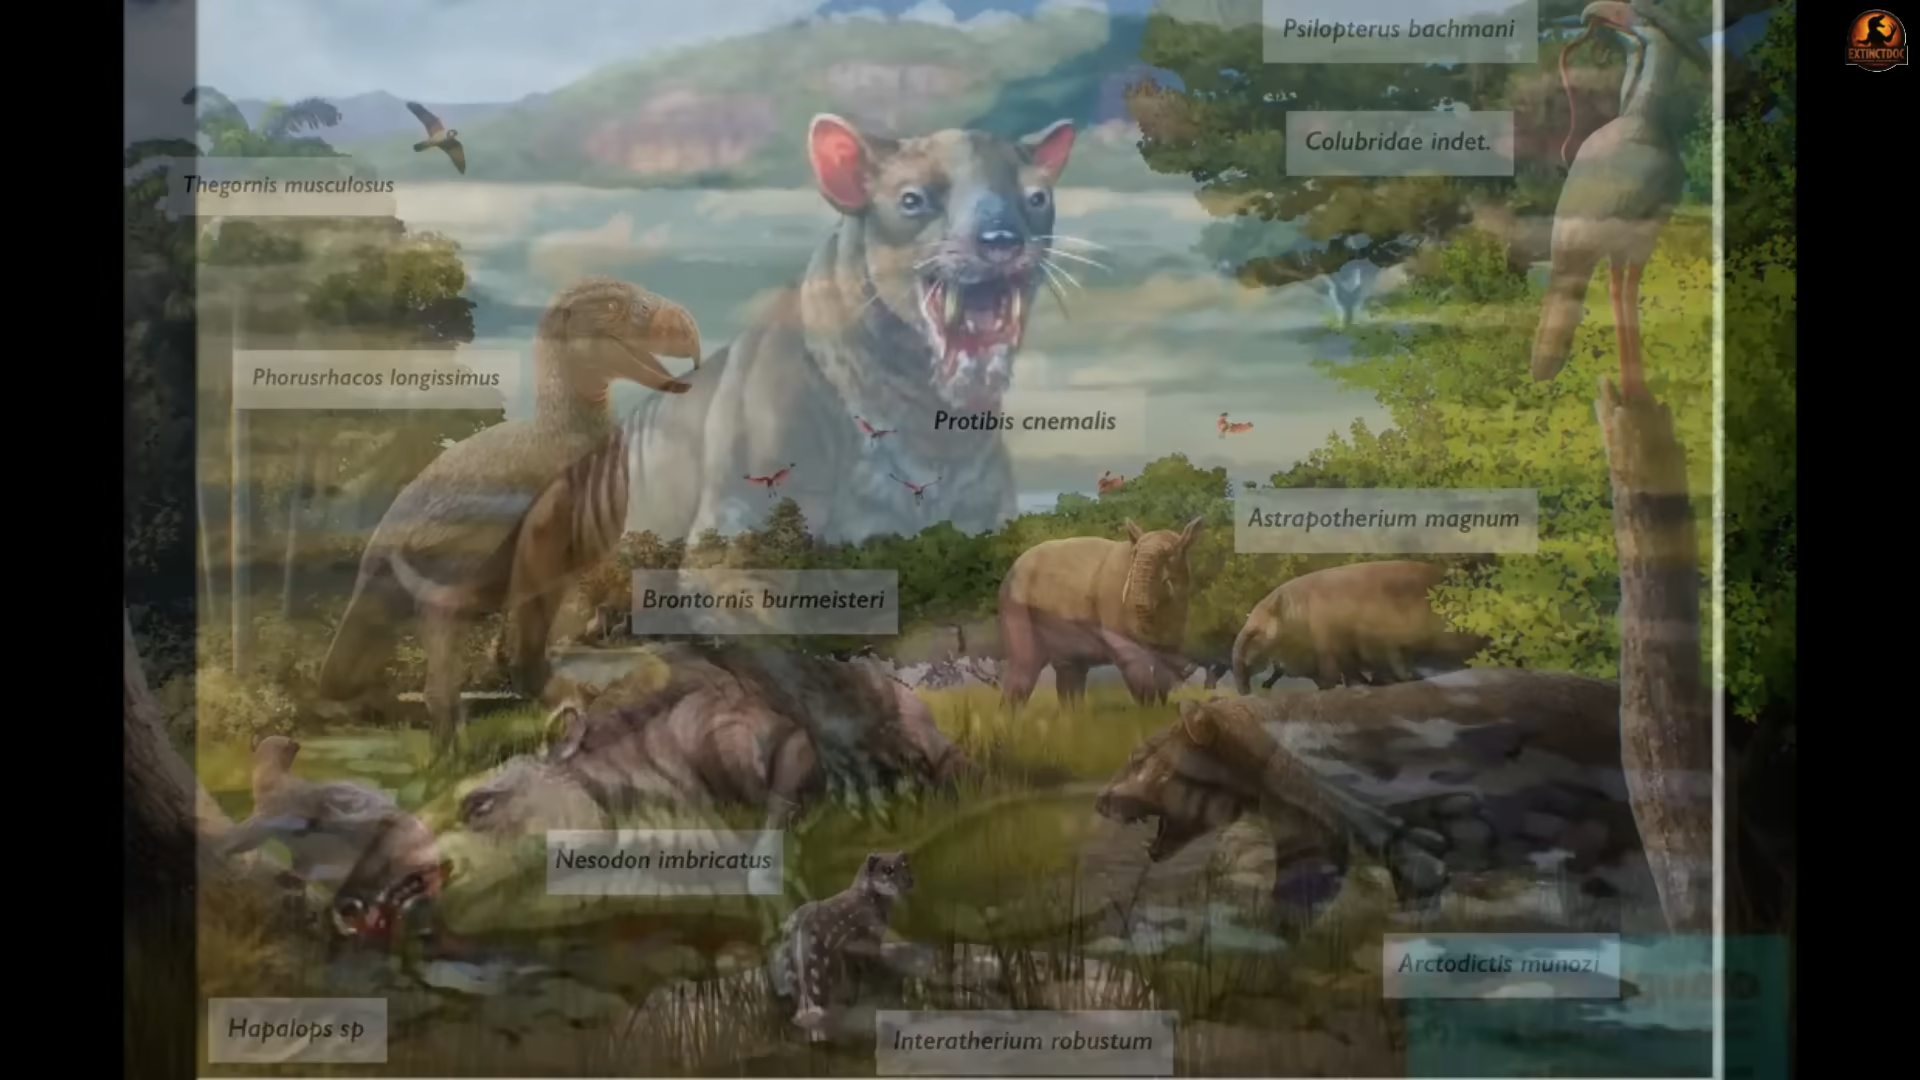 Psilopterus bachmani
EXTINCTDOC
Colubridae indet.
Thegornis musculosus
Phorusrhacos longissimus
Protibis cnemalis
Astrapotherium magnum
Brontornis burmeisteri
Nesodon imbricatus
Arctodictis munozi
Hapalops sp
Interatherium robustum